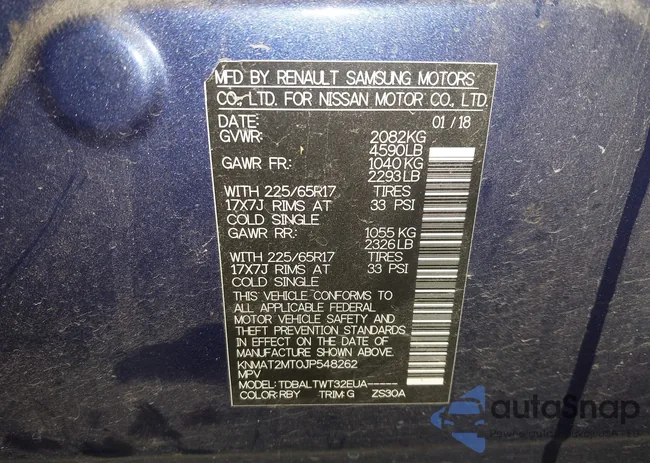 MFD BY RENAULT SAMSUNG MOTORS
CO., LTD. FOR NISSAN MOTOR CO., LTD.
DATE: 01/18
GVWR: 2082KG
4590LB
GAWR FR: 1040KG
2293LB
WITH 225/65R17 TIRES
17X7J RIMS AT 33 PSI
COLD SINGLE
GAWR RR: 1055 KG
2326LB
WITH 225/65R17 TIRES
17X7J RIMS AT 33 PSI
COLD SINGLE
THIS VEHICLE CONFORMS TO
ALL APPLICABLE FEDERAL
MOTOR VEHICLE SAFETY AND
THEFT PREVENTION STANDARDS
IN EFFECT ON THE DATE OF
MANUFACTURE SHOWN ABOVE.
KNMAT2MT0JP548262
MPV
MODEL: TDBALTWT32EUA-----
COLOR: RBY TRIM: G ZS30A
autoSnap